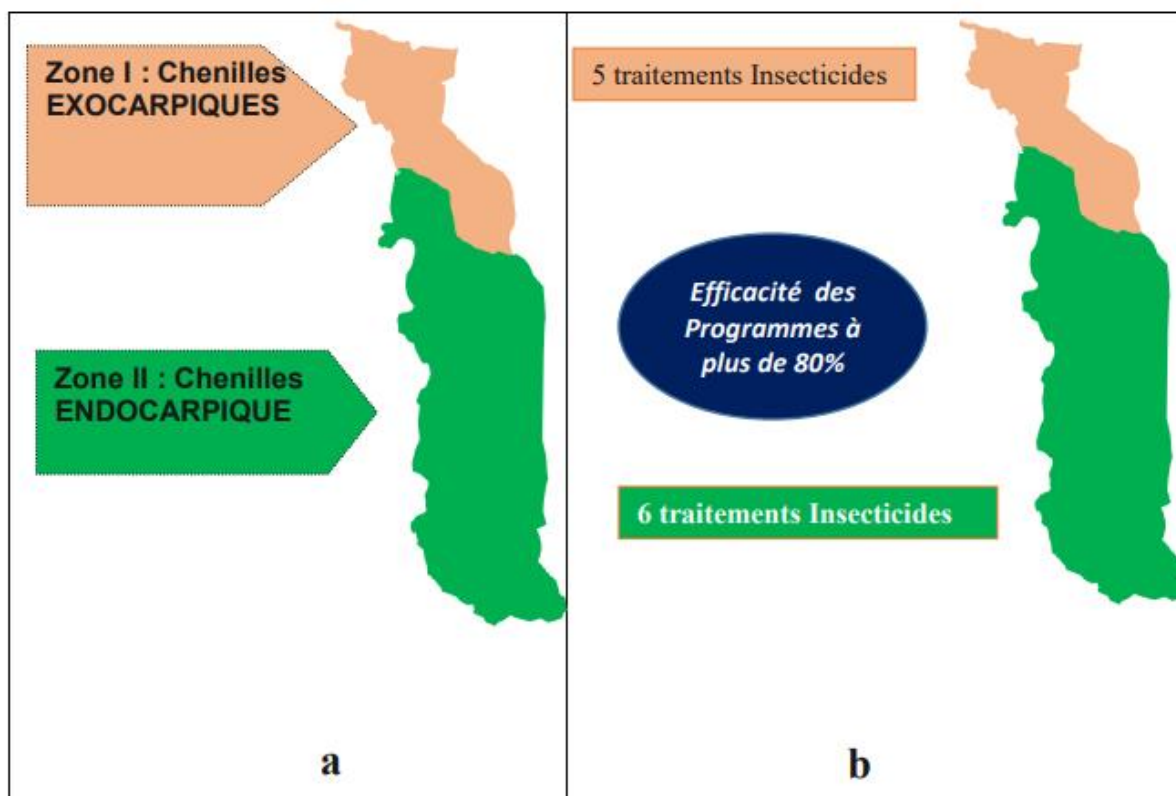 Zone I : Chenilles
EXOCARPIQUES
Zone II : Chenilles
ENDOCARPIQUE
a
5 traitements Insecticides
Efficacité des
Programmes à
plus de 80%
6 traitements Insecticides
b